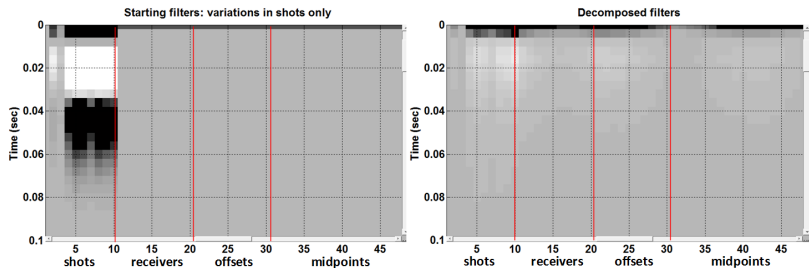 Starting filters: variations in shots only
Time (sec)
0
0.02
0.04
0.06
0.08
0.1
5 10 15 20 25 30 35 40 45
shots receivers offsets midpoints
Decomposed filters
Time (sec)
0
0.02
0.04
0.06
0.08
0.1
5 10 15 20 25 30 35 40 45
shots receivers offsets midpoints